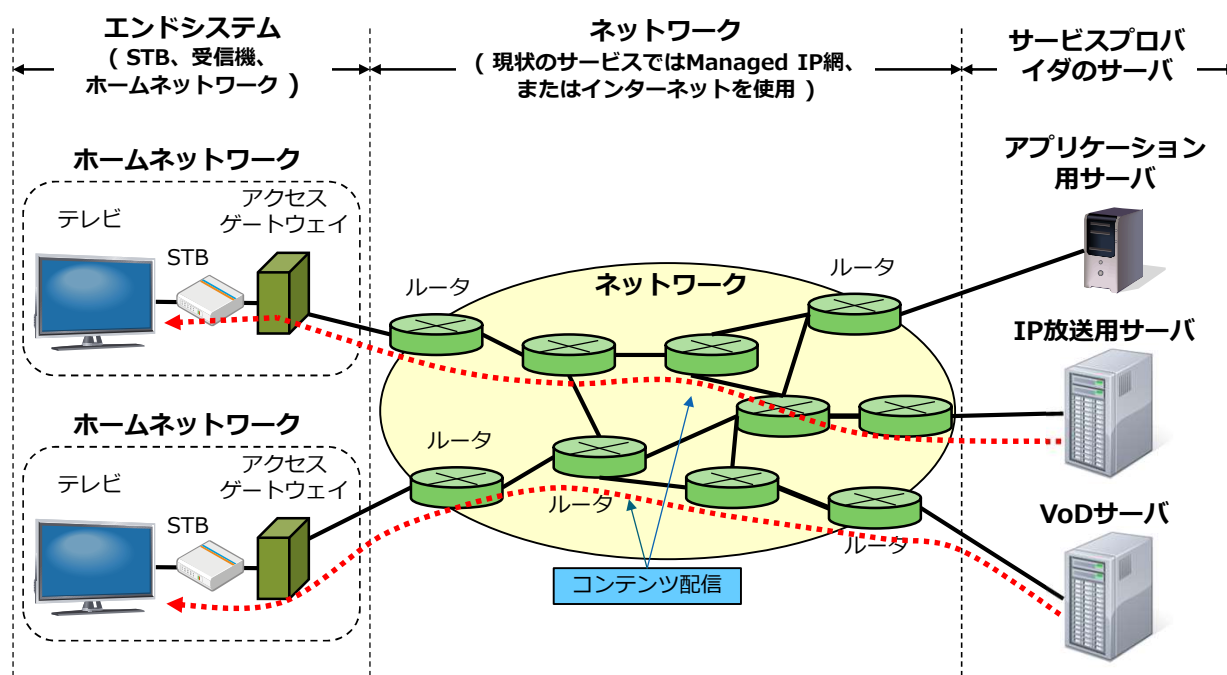 エンドシステム
( STB、受信機、
ホームネットワーク )
ネットワーク
( 現状のサービスではManaged IP網、
またはインターネットを使用 )
サービスプロバ
イダのサーバ
ホームネットワーク
テレビ
STB
アクセス
ゲートウェイ
ルータ
ネットワーク
ルータ
アプリケーション
用サーバ
IP放送用サーバ
ホームネットワーク
テレビ
STB
アクセス
ゲートウェイ
ルータ
ルータ
ルータ
コンテンツ配信
VoDサーバ